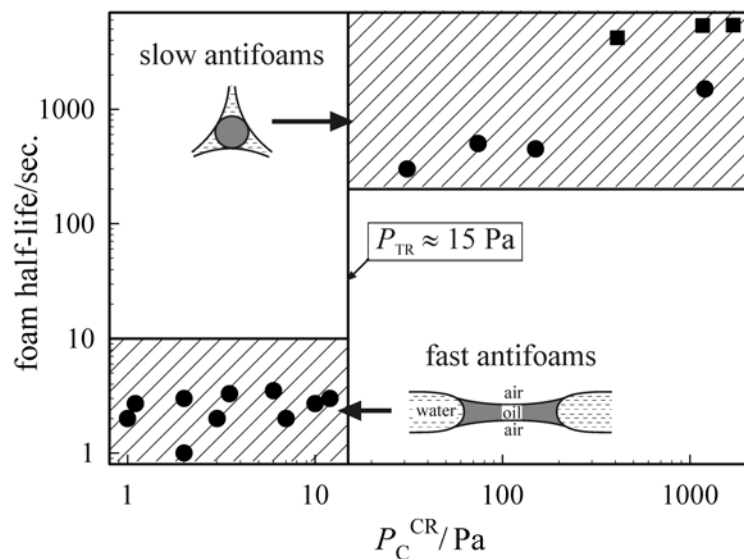 slow antifoams
1000
100
10
1
foam half-life/sec.
P_TR ≈ 15 Pa
fast antifoams
air
water
oil
air
1
10
100
1000
P_C^CR/Pa